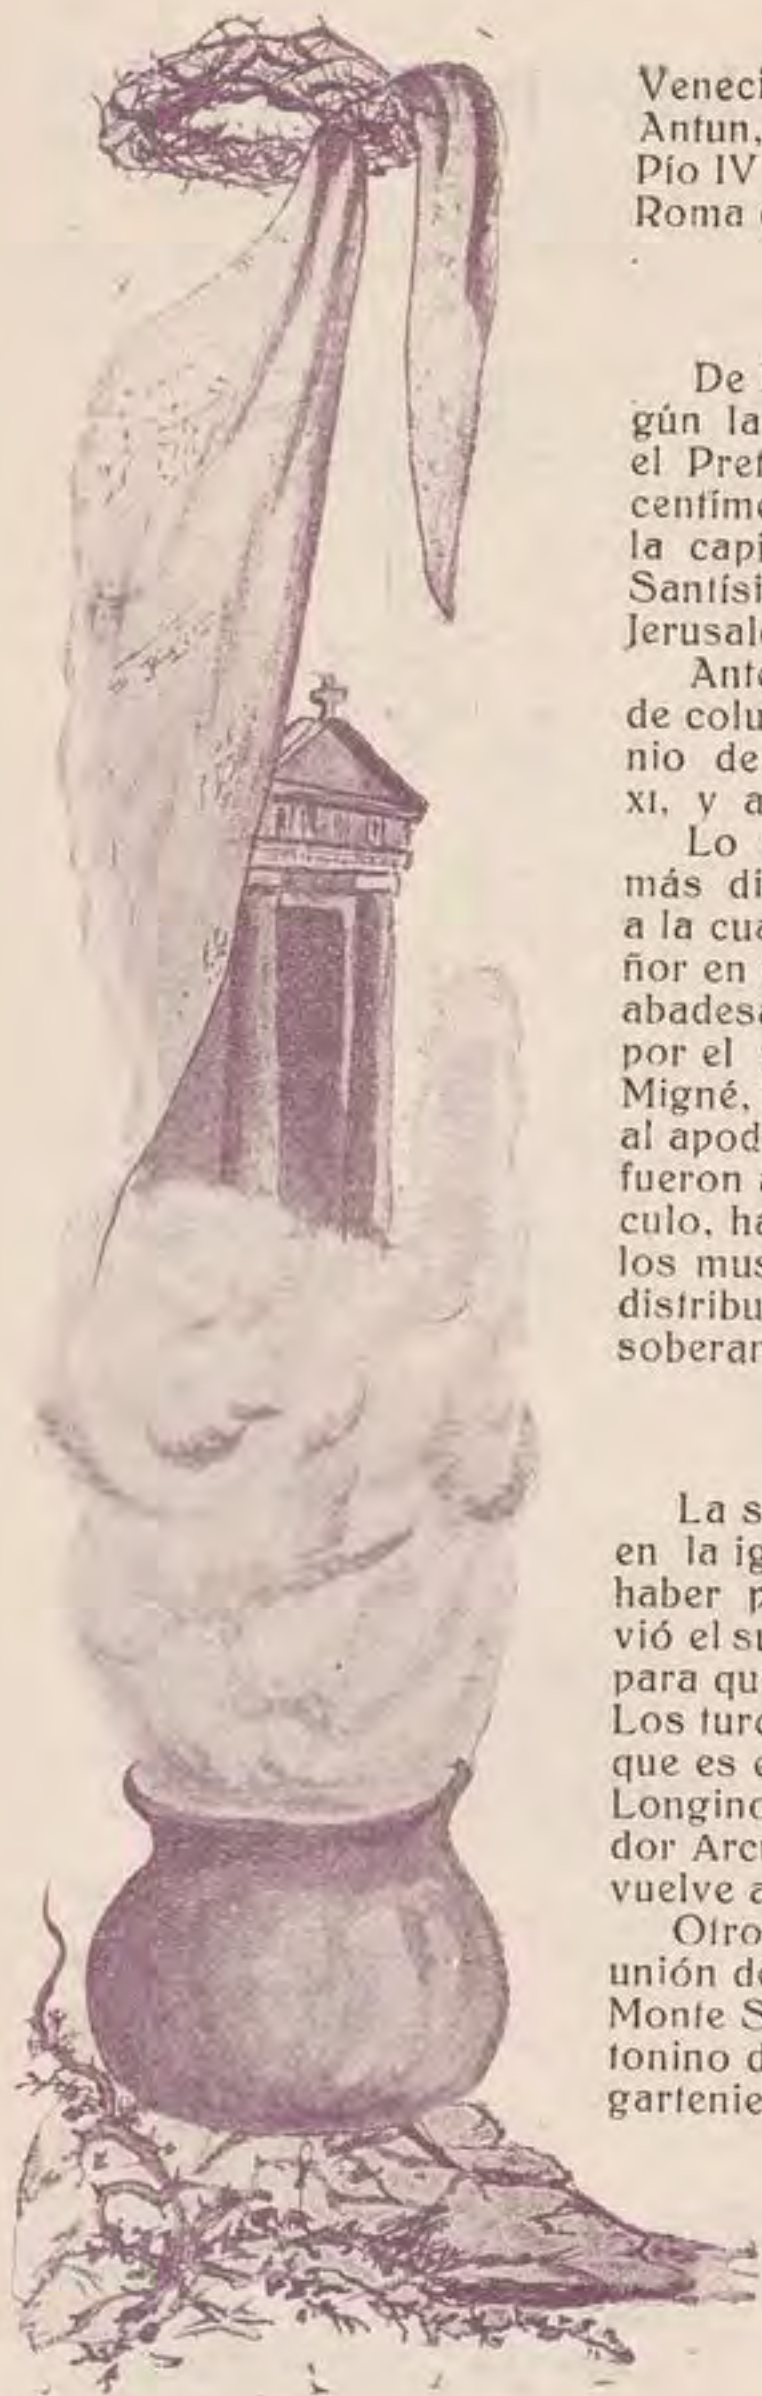 Veneci
Antun,
Pío IV
Roma
De
gún la
el Pret
centíme
la capi
Santísi
Jerusale
Ante
de colu
nio de
XI, y a
Lo
más di
a la cua
ñor en
abadesa
por el
Migné,
al apod
fueron a
culo, ha
los mus
distribu
soberan
La s
en la ig
haber p
vió el su
para qu
Los turc
que es e
Longino
dor Arc
vuelve a
Otro
unión de
Monte S
tonino d
gartenie